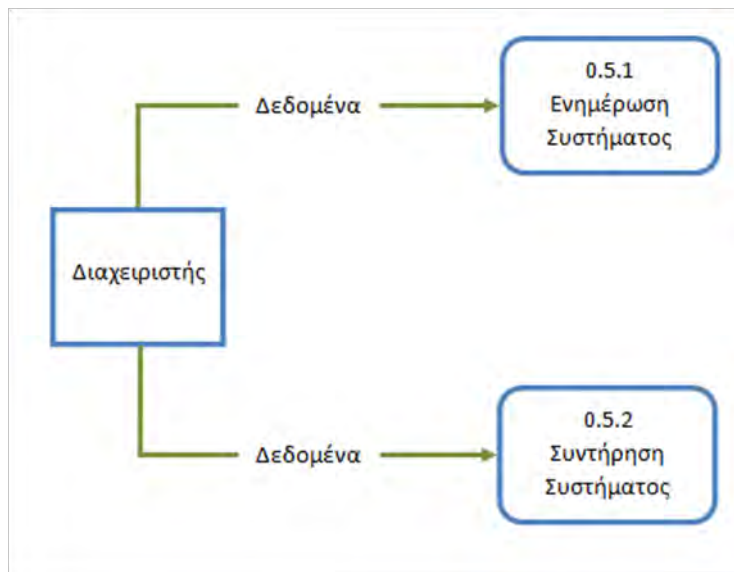 0.5.1
Ενημέρωση
Συστήματος
Δεδομένα
Διαχειριστής
Δεδομένα
0.5.2
Συντήρηση
Συστήματος